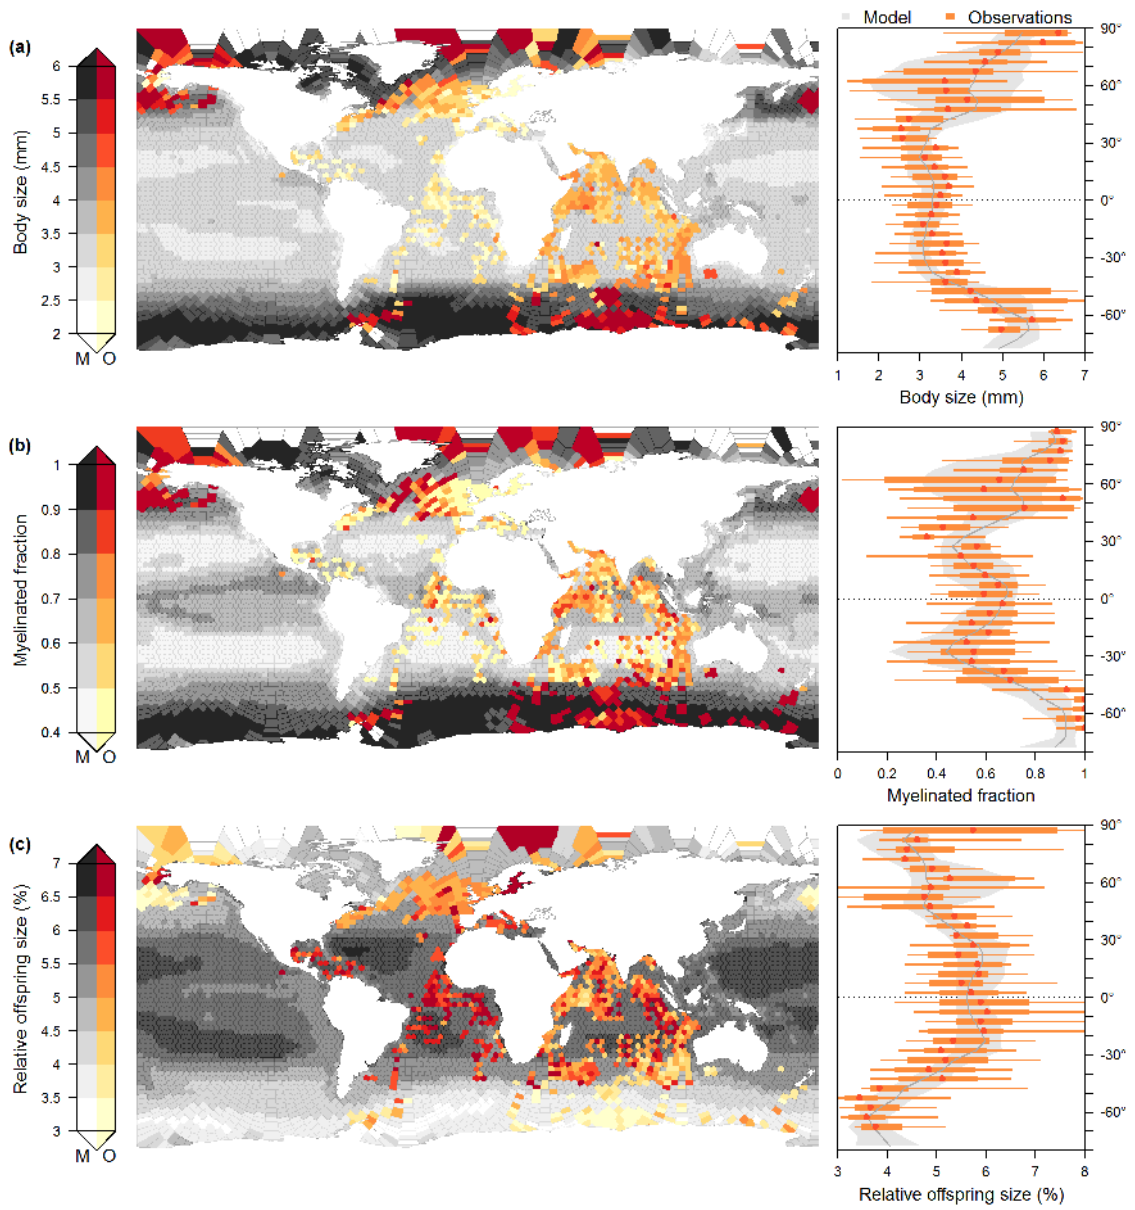 Model Observations
(a)
6
5.5
5
4.5
4
3.5
3
2.5
2
M O
Body size (mm)
90°
60°
30°
0°
-30°
-60°
1 2 3 4 5 6 7
Body size (mm)
(b)
1
0.9
0.8
0.7
0.6
0.5
0.4
M O
Myelinated fraction
90°
60°
30°
0°
-30°
-60°
0 0.2 0.4 0.6 0.8 1
Myelinated fraction
(c)
7
6.5
6
5.5
5
4.5
4
3.5
3
M O
Relative offspring size (%)
90°
60°
30°
0°
-30°
-60°
3 4 5 6 7 8
Relative offspring size (%)